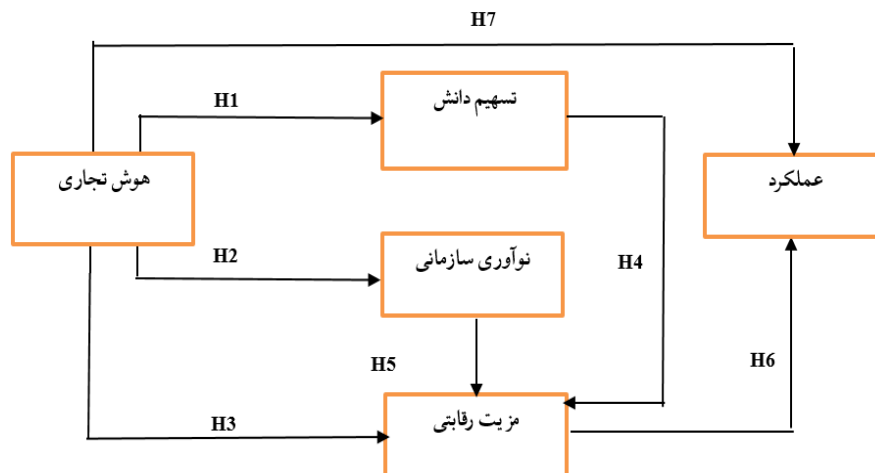 H7
H1
تسهیم دانش
هوش تجاری
عملکرد
H2
نوآوری سازمانی
H4
H5
H6
H3
مزیت رقابتی